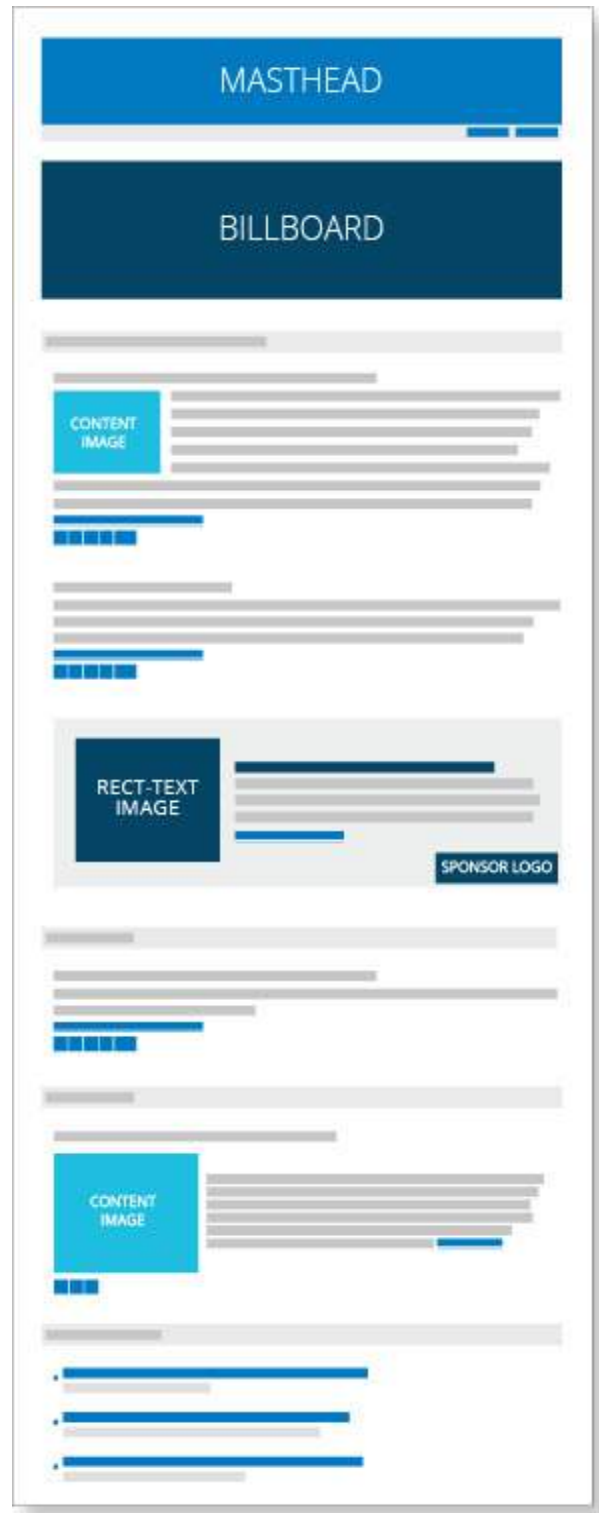 MASTHEAD
BILLBOARD
CONTENT
IMAGE
RECT-TEXT
IMAGE
SPONSOR LOGO
CONTENT
IMAGE